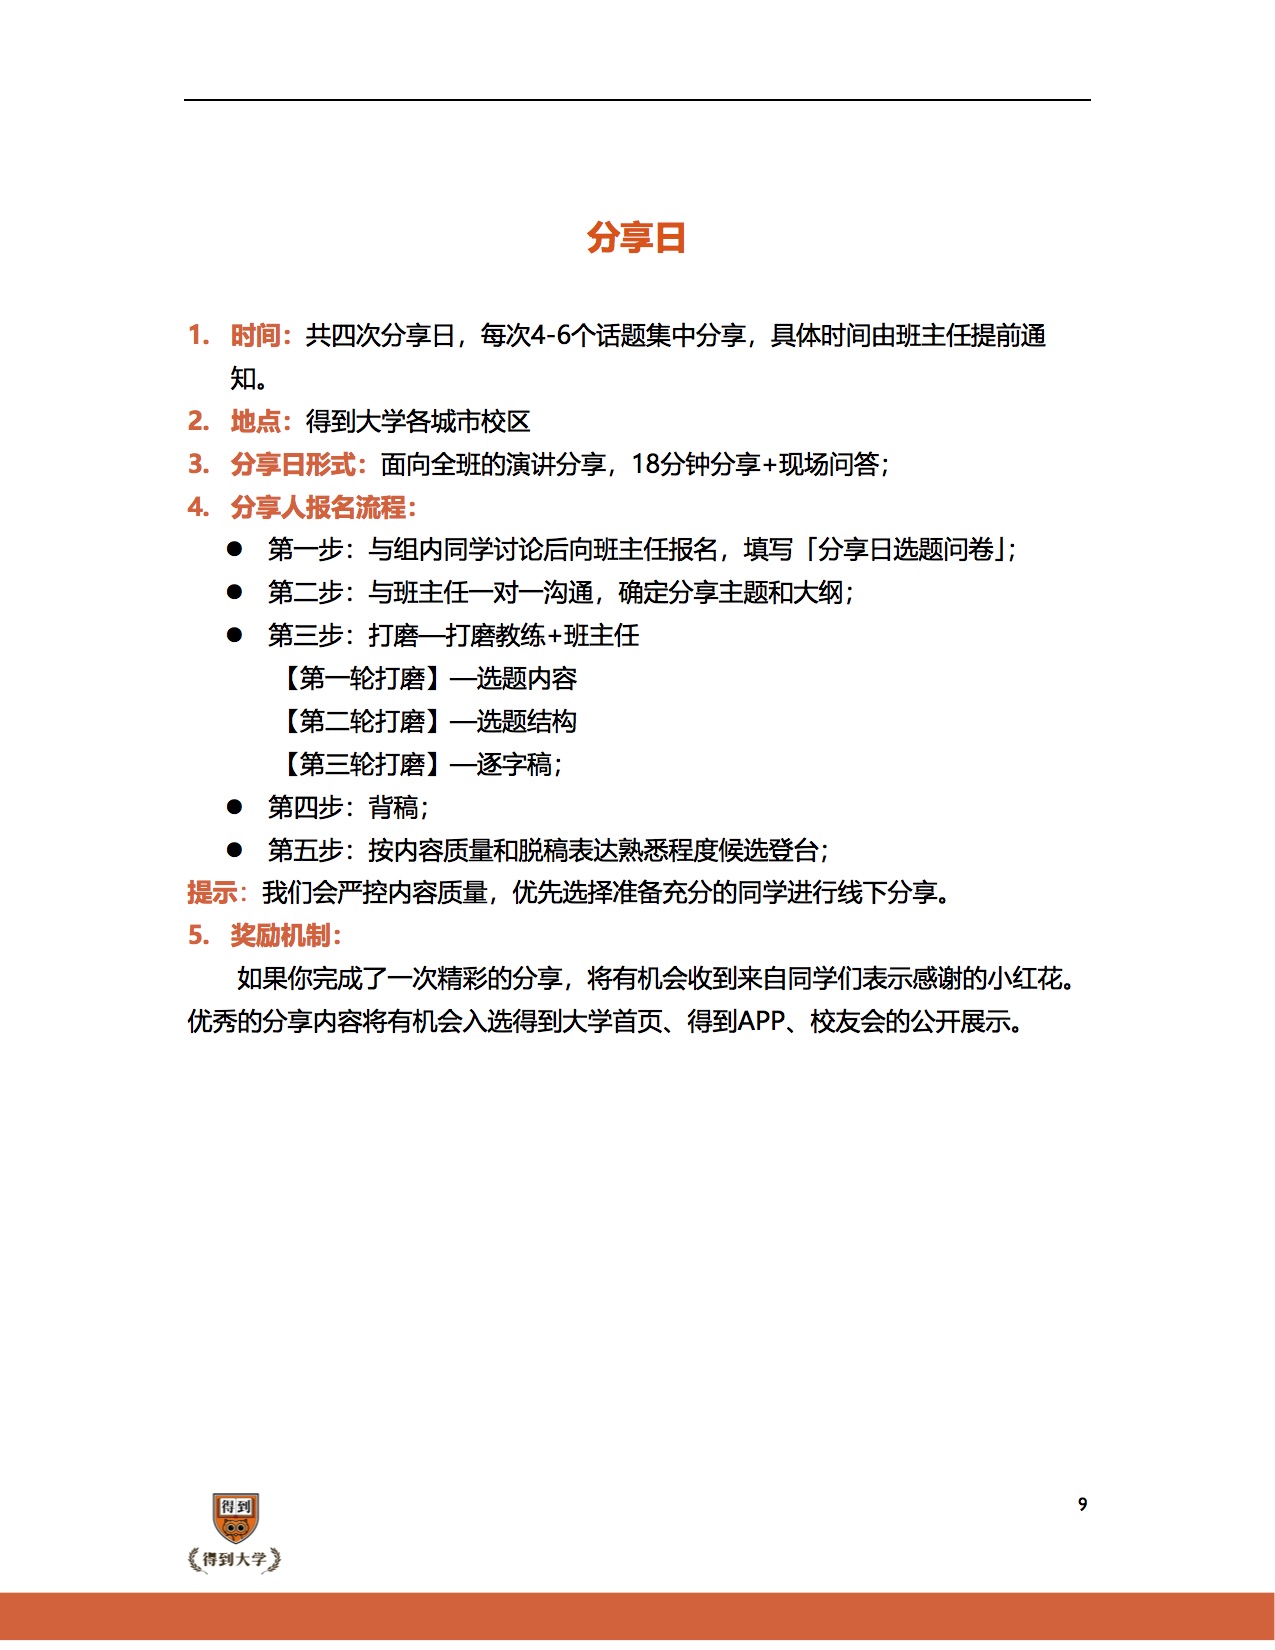 分享日
1. 时间：共四次分享日，每次4-6个话题集中分享，具体时间由班主任提前通
知。
2. 地点：得到大学各城市校区
3. 分享日形式：面向全班的演讲分享，18分钟分享+现场问答；
4. 分享人报名流程：
● 第一步：与组内同学讨论后向班主任报名，填写「分享日选题问卷」；
● 第二步：与班主任一对一沟通，确定分享主题和大纲；
● 第三步：打磨—打磨教练+班主任
【第一轮打磨】—选题内容
【第二轮打磨】—选题结构
【第三轮打磨】—逐字稿；
● 第四步：背稿；
● 第五步：按内容质量和脱稿表达熟悉程度候选登台；
提示：我们会严控内容质量，优先选择准备充分的同学进行线下分享。
5. 奖励机制：
如果你完成了一次精彩的分享，将有机会收到来自同学们表示感谢的小红花。
优秀的分享内容将有机会入选得到大学首页、得到APP、校友会的公开展示。
得到
得到大学
9